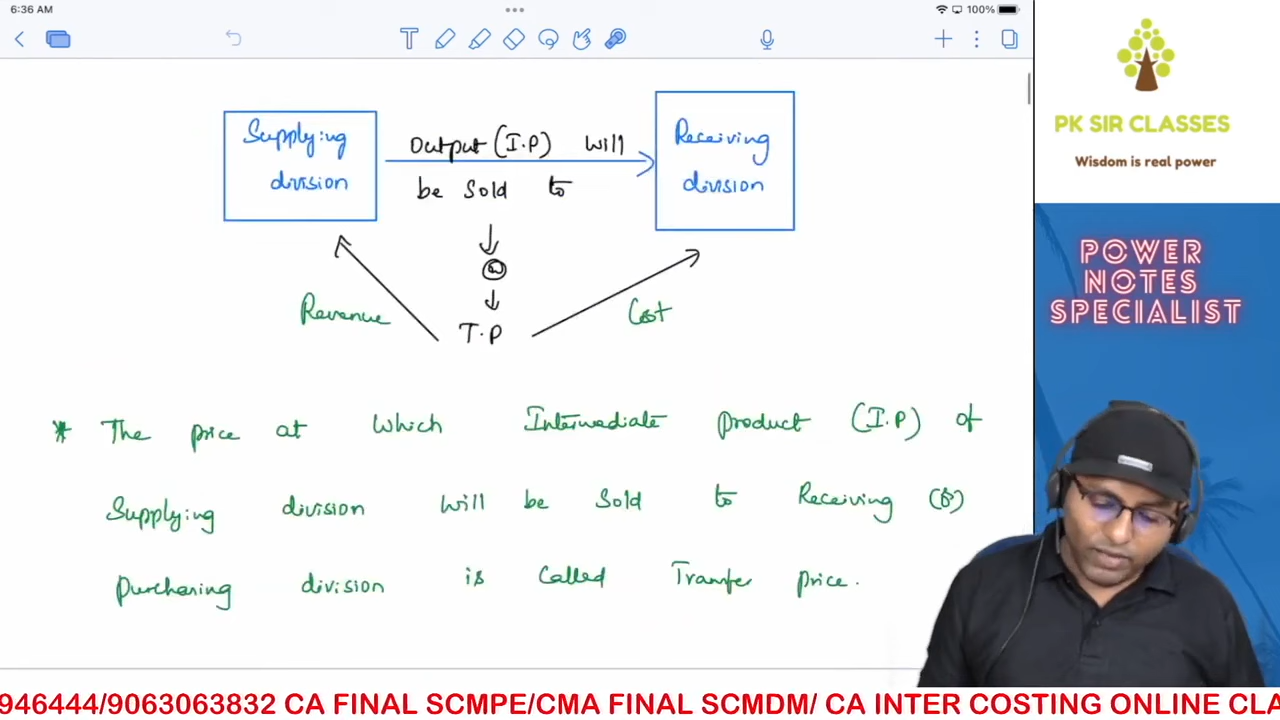 6:36 AM
100%
PK SIR CLASSES
Wisdom is real power
POWER
NOTES
SPECIALIST
Supplying
division
Output (I.P) will
be sold to
Receiving
division
@
Revenue
Cost
T.P
* The price at which Intermediate product (I.P) of
Supplying division will be sold to Receiving (or)
purchasing division is called Transfer price.
946444/9063063832 CA FINAL SCMPE/CMA FINAL SCMDM/ CA INTER COSTING ONLINE CLA